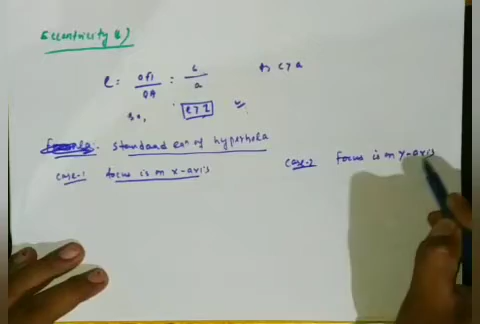 Eccentricity e)
e = OF1/OA = c/a as c>a
so, e>1
Formula. Standard eqn of hyperbola
case-1 focus is on x-axis
case-2 Focus is on y-axis